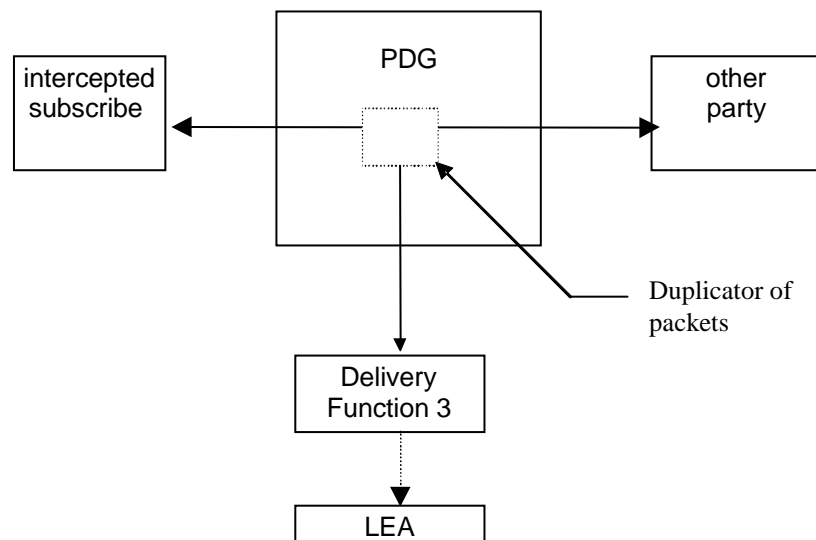 PDG
intercepted
subscribe
other
party
Duplicator of
packets
Delivery
Function 3
LEA